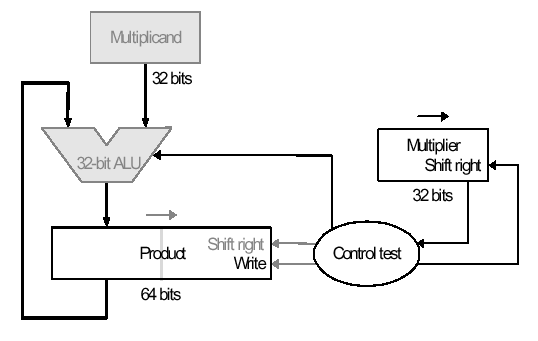 Multiplicand
32 bits
32-bit ALU
Multiplier
Shift right
32 bits
Product
Shift right
Write
Control test
64 bits